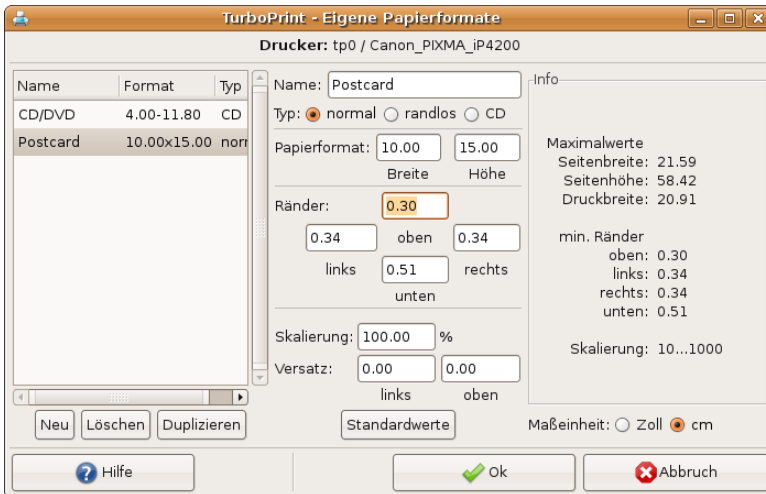 TurboPrint - Eigene Papierformate
Drucker: tp0 / Canon_PIXMA_iP4200
Name Format Typ
CD/DVD 4.00-11.80 CD
Postcard 10.00x15.00 norr
Neu Löschen Duplizieren
Name: Postcard
Typ: normal randlos CD
Papierformat: 10.00 15.00
Breite Höhe
Ränder: 0.30
0.34 oben 0.34
links 0.51 rechts
unten
Skalierung: 100.00 %
Versatz: 0.00 0.00
links oben
Standardwerte
Info
Maximalwerte
Seitenbreite: 21.59
Seitenhöhe: 58.42
Druckbreite: 20.91
min. Ränder
oben: 0.30
links: 0.34
rechts: 0.34
unten: 0.51
Skalierung: 10...1000
Maßeinheit: Zoll cm
Hilfe Ok Abbruch